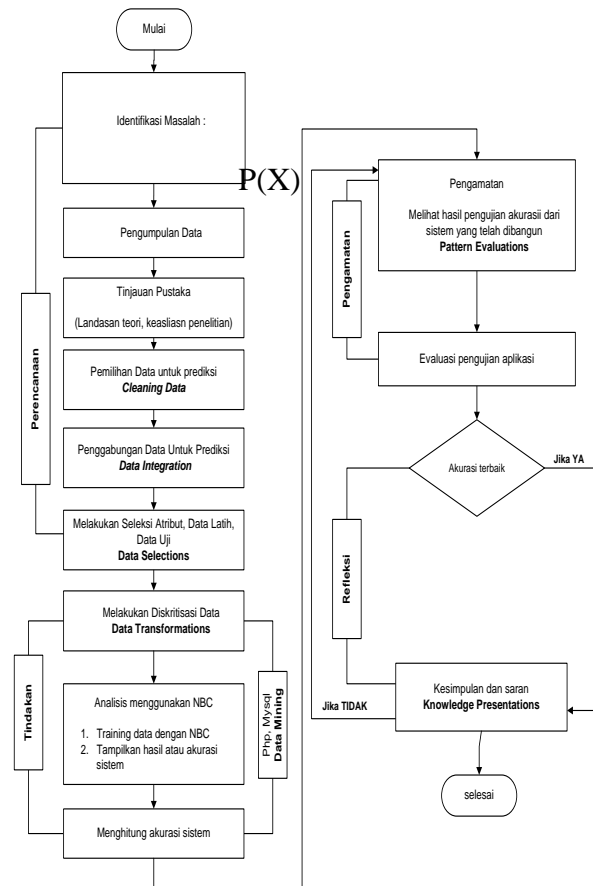 Mulai
Identifikasi Masalah :
P(X)
Pengumpulan Data
Tinjauan Pustaka
(Landasan teori, keasliasn penelitian)
Pemilihan Data untuk prediksi
Cleaning Data
Penggabungan Data Untuk Prediksi
Data Integration
Melakukan Seleksi Atribut, Data Latih,
Data Uji
Data Selections
Perencanaan
Melakukan Diskritisasi Data
Data Transformations
Analisis menggunakan NBC
1. Training data dengan NBC
2. Tampilkan hasil atau akurasi
sistem
Menghitung akurasi sistem
Tindakan
Php, Mysql
Data Mining
Pengamatan
Melihat hasil pengujian akurasii dari
sistem yang telah dibangun
Pattern Evaluations
Pengamatan
Evaluasi pengujian aplikasi
Akurasi terbaik
Jika YA
Refleksi
Kesimpulan dan saran
Knowledge Presentations
Jika TIDAK
selesai